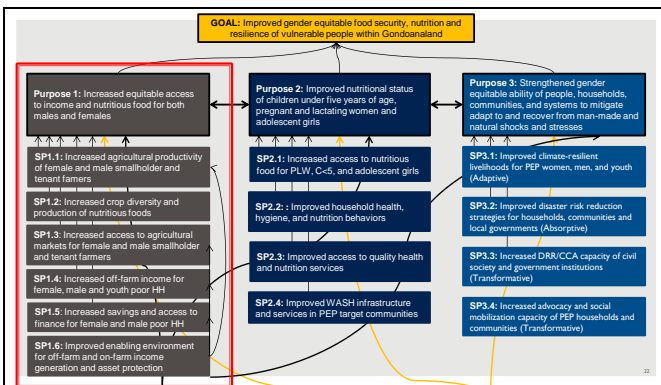 GOAL: Improved gender equitable food security, nutrition and
resilience of vulnerable people within Gondoanaland
Purpose 1: Increased equitable access
to income and nutritious food for both
males and females
SP1.1: Increased agricultural productivity
of female and male smallholder and
tenant famers
SP1.2: Increased crop diversity and
production of nutritious foods
SP1.3: Increased access to agricultural
markets for female and male smallholder
and tenant farmers
SP1.4: Increased off-farm income for
female, male and youth poor HH
SP1.5: Increased savings and access to
finance for female and male poor HH
SP1.6: Improved enabling environment
for off-farm and on-farm income
generation and asset protection
Purpose 2: Improved nutritional status
of children under five years of age,
pregnant and lactating women and
adolescent girls
SP2.1: Increased access to nutritious
food for PLW, C<5, and adolescent girls
SP2.2: : Improved household health,
hygiene, and nutrition behaviors
SP2.3: Improved access to quality health
and nutrition services
SP2.4: Improved WASH infrastructure
and services in PEP target communities
Purpose 3: Strengthened gender
equitable ability of people, households,
communities, and systems to mitigate
adapt to and recover from man-made and
natural shocks and stresses
SP3.1: Improved climate-resilient
livelihoods for PEP women, men, and youth
(Adaptive)
SP3.2: Improved disaster risk reduction
strategies for households, communities and
local governments (Absorptive)
SP3.3: Increased DRR/CCA capacity of civil
society and government institutions
(Transformative)
SP3.4: Increased advocacy and social
mobilization capacity of PEP households and
communities (Transformative)